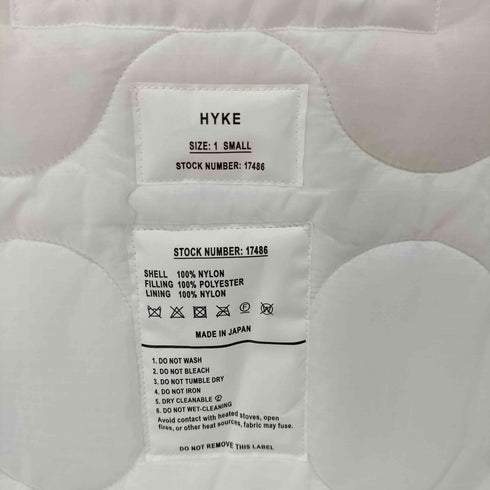 HYKE
SIZE: 1 SMALL
STOCK NUMBER: 17486
STOCK NUMBER: 17486
SHELL 100% NYLON
FILLING 100% POLYESTER
LINING 100% NYLON
MADE IN JAPAN
1. DO NOT WASH
2. DO NOT BLEACH
3. DO NOT TUMBLE DRY
4. DO NOT IRON
5. DRY CLEANABLE Ⓛ
6. DO NOT WET-CLEANING
Avoid contact with heated stoves, open
fires, or other heat sources, fabric may fuse.
DO NOT REMOVE THIS LABEL